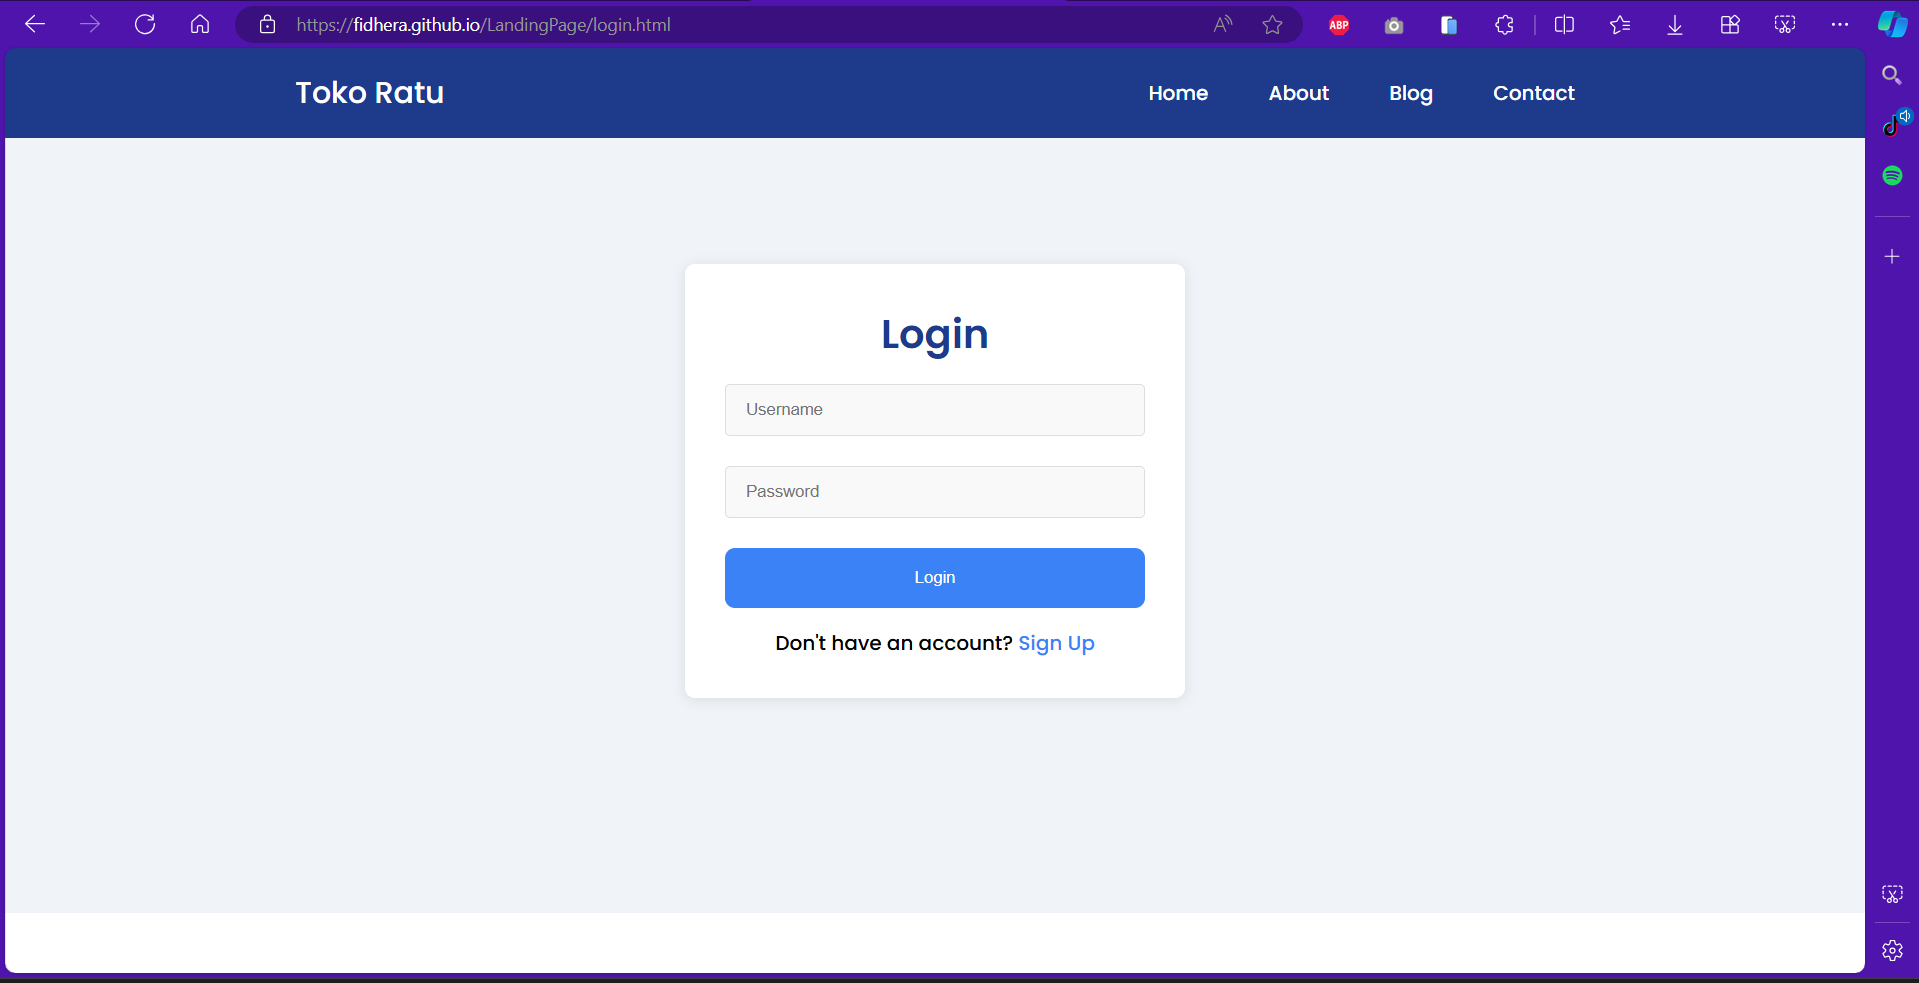 https://fidhera.github.io/LandingPage/login.html
ABP
Toko Ratu
Home About Blog Contact
Login
Username
Password
Login
Don't have an account? Sign Up